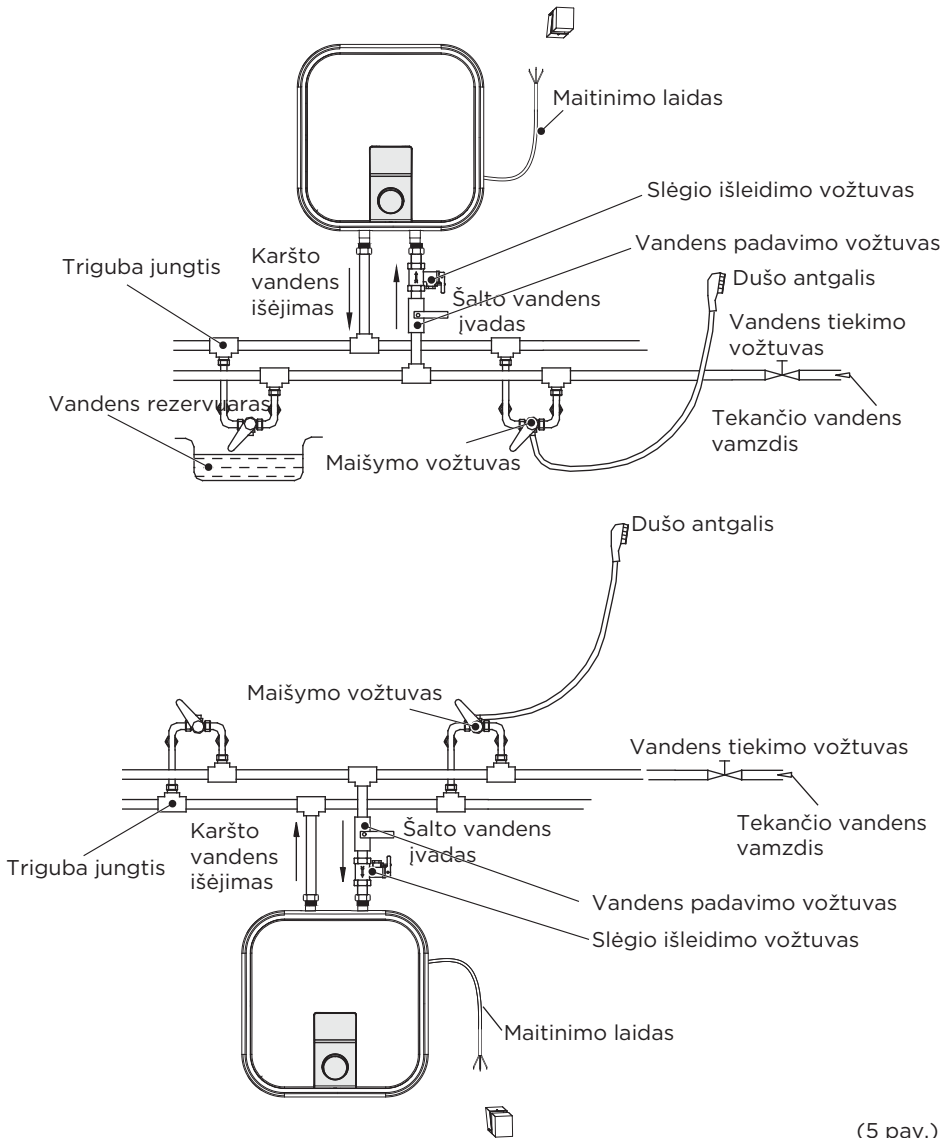 Maitinimo laidas
Slėgio išleidimo vožtuvas
Vandens padavimo vožtuvas
Triguba jungtis
Karšto
vandens
išėjimas
Šalto vandens
įvadas
Dušo antgalis
Vandens tiekimo
vožtuvas
Vandens rezervuaras
Maišymo vožtuvas
Tekančio vandens
vamzdis
Dušo antgalis
Maišymo vožtuvas
Vandens tiekimo vožtuvas
Tekančio vandens
vamzdis
Triguba jungtis
Karšto
vandens
išėjimas
Šalto vandens
įvadas
Vandens padavimo vožtuvas
Slėgio išleidimo vožtuvas
Maitinimo laidas
(5 pav.)